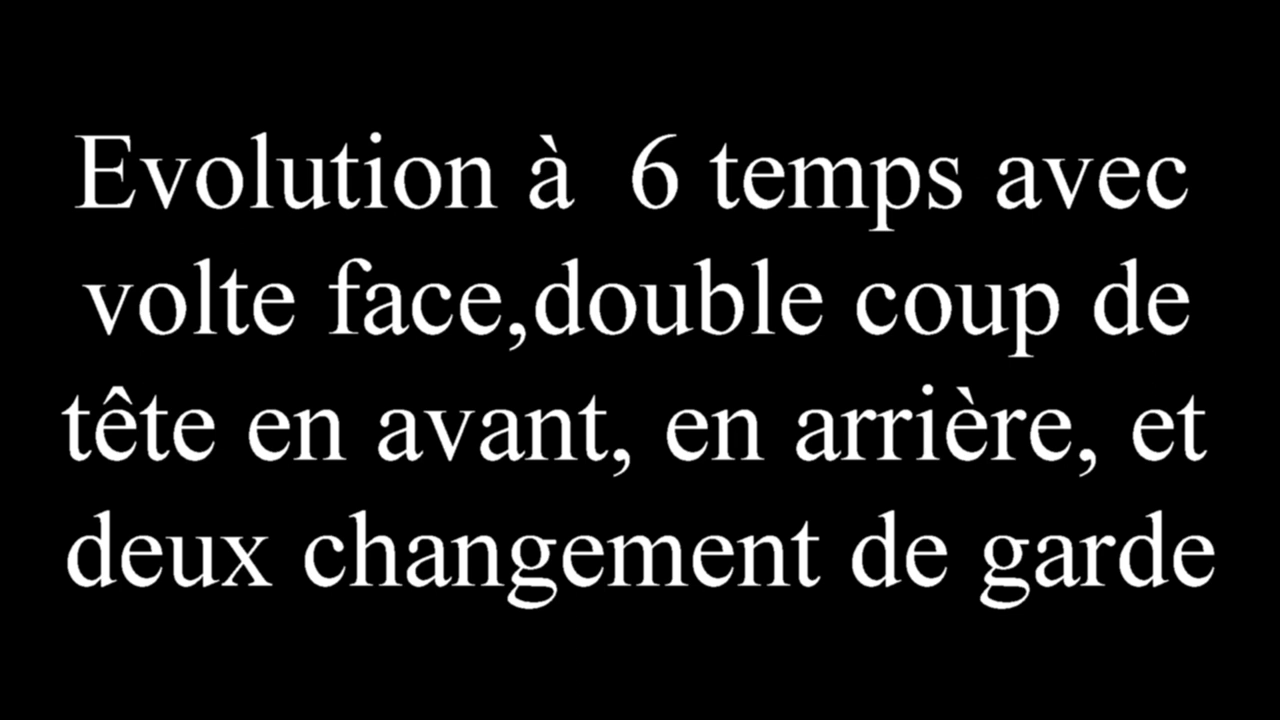 Evolution à  6 temps avec
volte face,double coup de
tête en avant, en arrière, et
deux changement de garde